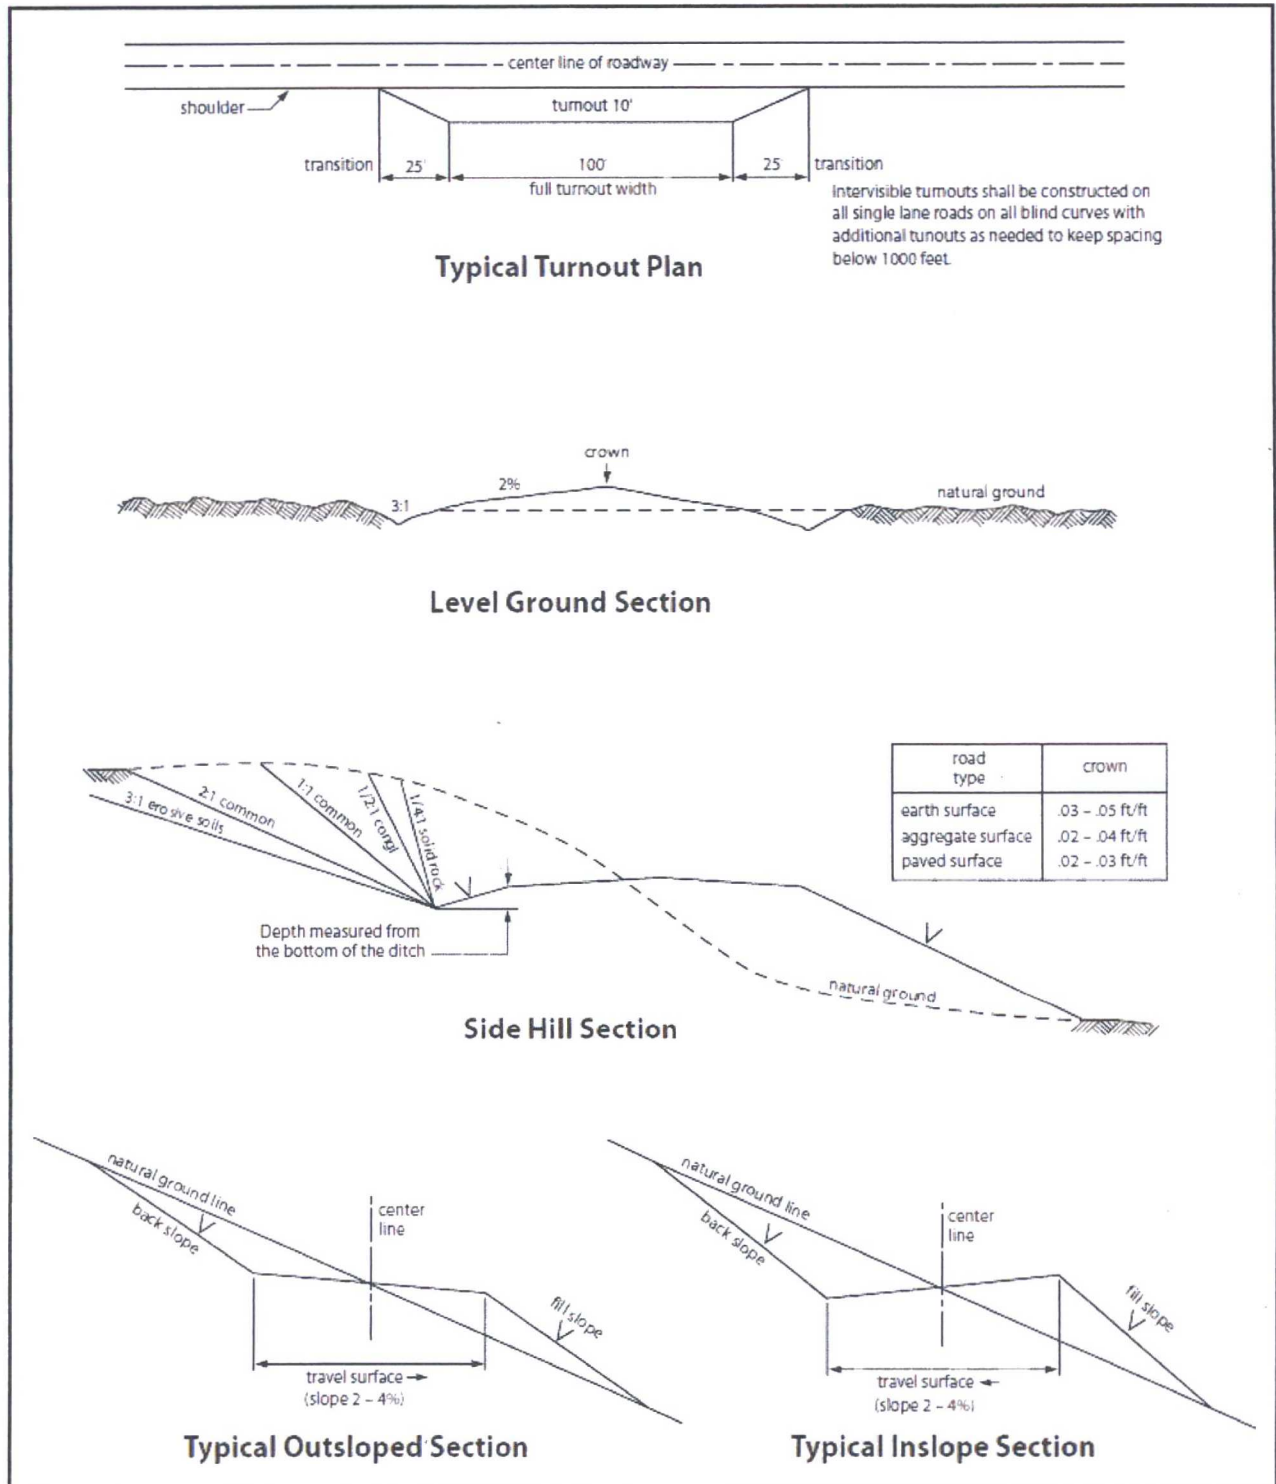 center line of roadway
shoulder
turnout 10'
transition
25'
100'
25'
transition
full turnout width
Intervisible turnouts shall be constructed on
all single lane roads on all blind curves with
additional tunouts as needed to keep spacing
below 1000 feet.
Typical Turnout Plan
crown
2%
3:1
natural ground
Level Ground Section
road
type
crown
earth surface
.03 – .05 ft/ft
aggregate surface
.02 – .04 ft/ft
paved surface
.02 – .03 ft/ft
3:1 erosive soils
2:1 common
1:1 common
1/2:1 congl
1/4:1 solid rock
Depth measured from
the bottom of the ditch
natural ground
Side Hill Section
natural ground line
back slope
center
line
fill slope
travel surface
(slope 2 – 4%)
Typical Outsloped Section
natural ground line
back slope
center
line
fill slope
travel surface
(slope 2 – 4%)
Typical Inslope Section